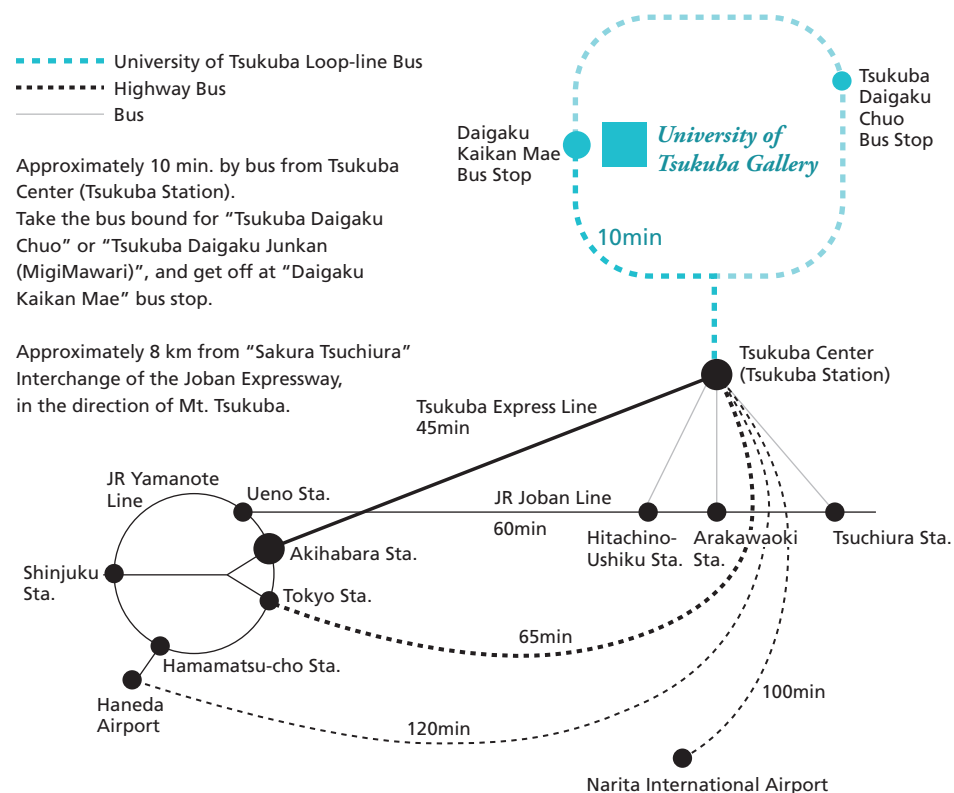 University of Tsukuba Loop-line Bus
Highway Bus
Bus
Approximately 10 min. by bus from Tsukuba
Center (Tsukuba Station).
Take the bus bound for “Tsukuba Daigaku
Chuo” or “Tsukuba Daigaku Junkan
(MigiMawari)”, and get off at “Daigaku
Kaikan Mae” bus stop.
Approximately 8 km from “Sakura Tsuchiura”
Interchange of the Joban Expressway,
in the direction of Mt. Tsukuba.
Daigaku
Kaikan Mae
Bus Stop
University of
Tsukuba Gallery
Tsukuba
Daigaku
Chuo
Bus Stop
10min
Tsukuba Center
(Tsukuba Station)
Tsukuba Express Line
45min
JR Yamanote
Line
Ueno Sta.
JR Joban Line
60min
Akihabara Sta.
Hitachino-
Ushiku Sta.
Arakawaoki
Sta.
Tsuchiura Sta.
Shinjuku
Sta.
Tokyo Sta.
65min
Hamamatsu-cho Sta.
Haneda
Airport
120min
100min
Narita International Airport